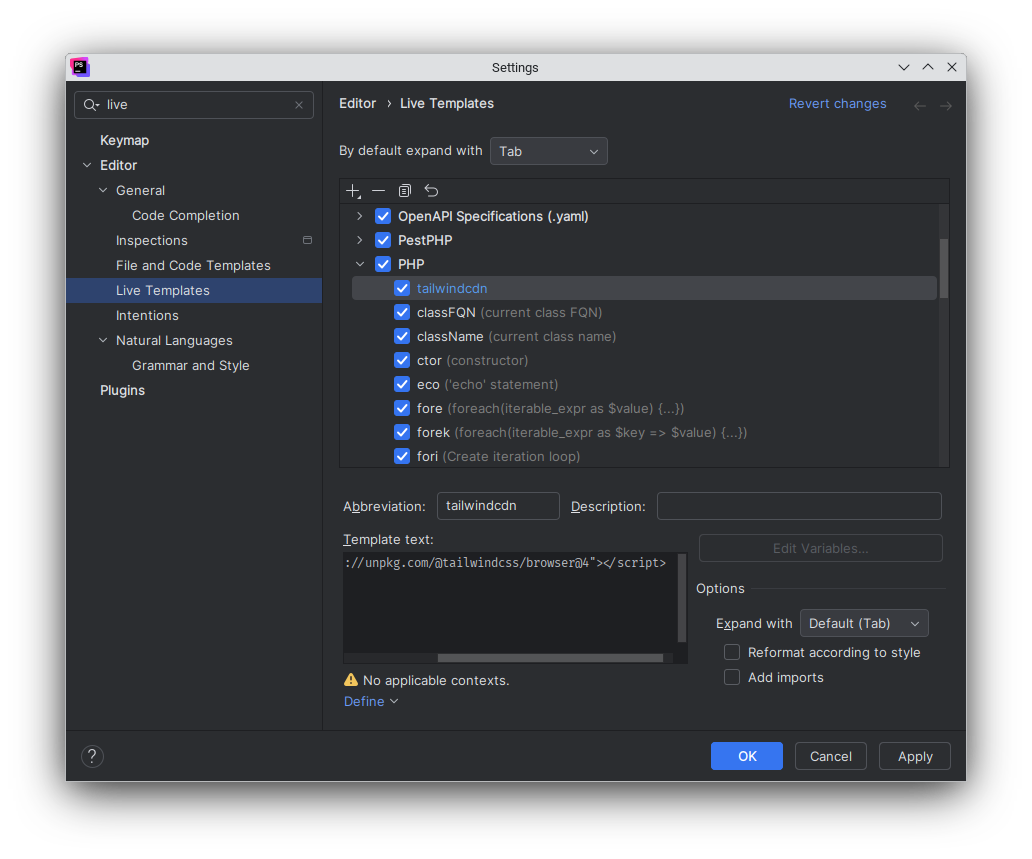 PS
Settings
live
Editor › Live Templates
Revert changes
Keymap
Editor
General
Code Completion
Inspections
File and Code Templates
Live Templates
Intentions
Natural Languages
Grammar and Style
Plugins
By default expand with Tab
OpenAPI Specifications (.yaml)
PestPHP
PHP
tailwindcdn
classFQN (current class FQN)
className (current class name)
ctor (constructor)
eco ('echo' statement)
fore (foreach(iterable_expr as $value) {...})
forek (foreach(iterable_expr as $key => $value) {...})
fori (Create iteration loop)
Abbreviation: tailwindcdn Description:
Template text:
://unpkg.com/@tailwindcss/browser@4"></script>
Edit Variables...
Options
Expand with Default (Tab)
Reformat according to style
Add imports
No applicable contexts.
Define
?
OK Cancel Apply